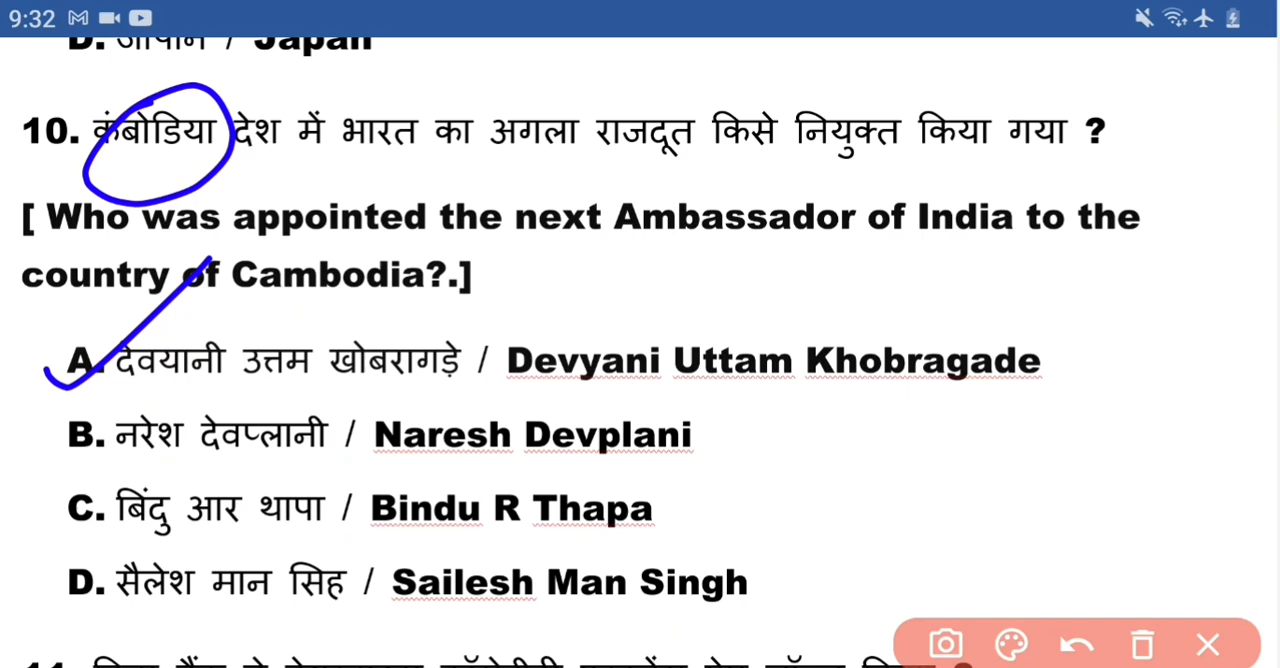 9:32
D. जापान / Japan
10. कंबोडिया देश में भारत का अगला राजदूत किसे नियुक्त किया गया ?
[ Who was appointed the next Ambassador of India to the
country of Cambodia?.]
A. देवयानी उत्तम खोबरागड़े / Devyani Uttam Khobragade
B. नरेश देवप्लानी / Naresh Devplani
C. बिंदु आर थापा / Bindu R Thapa
D. सैलेश मान सिह / Sailesh Man Singh